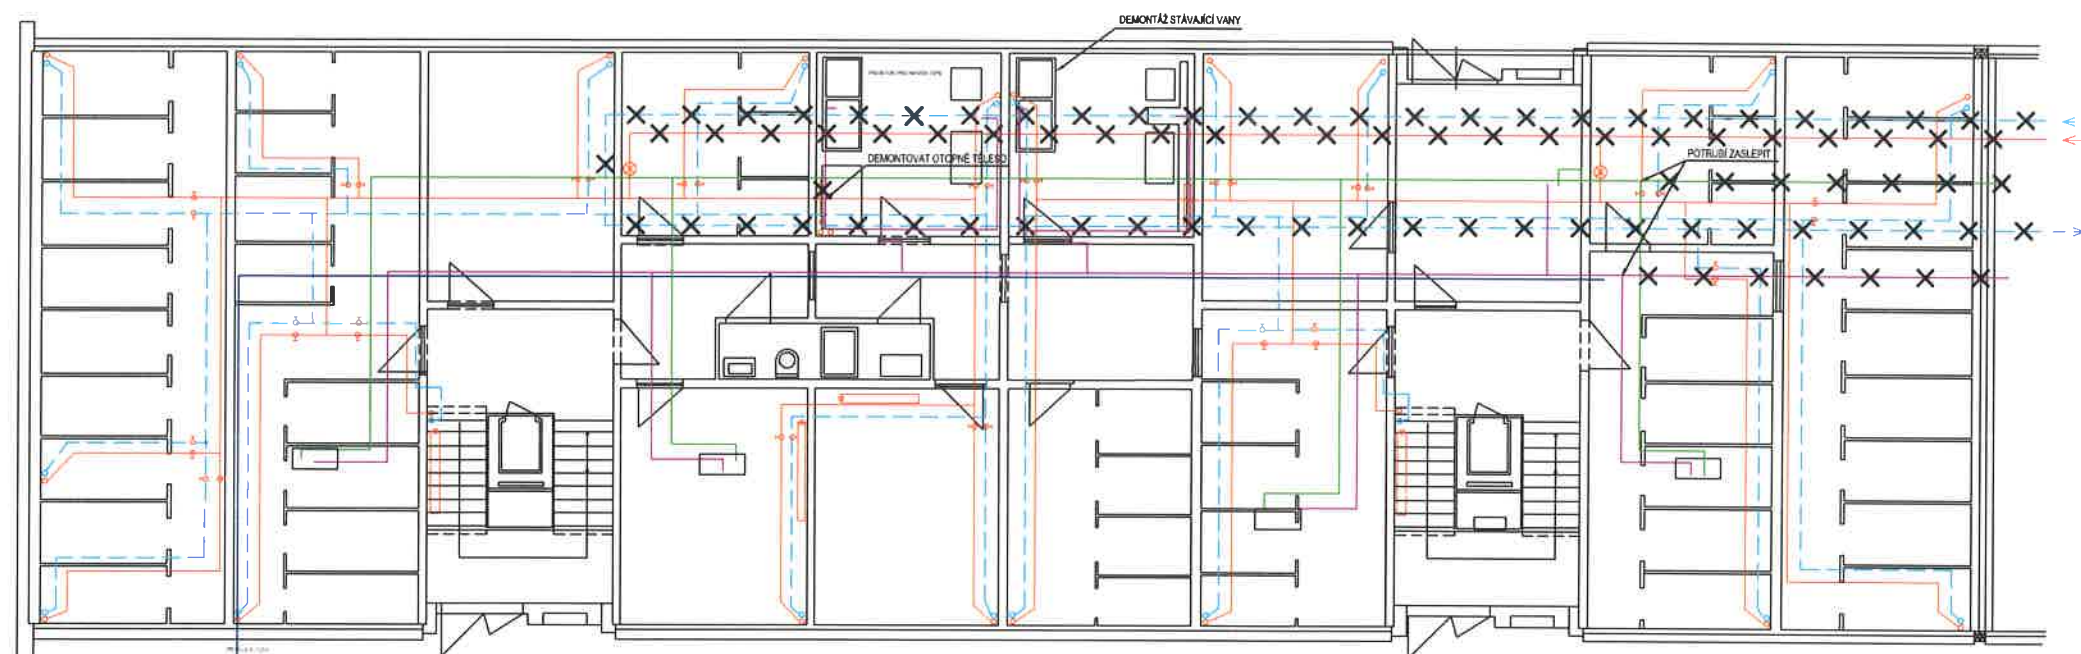 DEMONTÁŽ STÁVAJÍCÍ VANY
DEMONTOVAT OTOPNÉ TĚLESO
POTRUBÍ ZASLEPIT